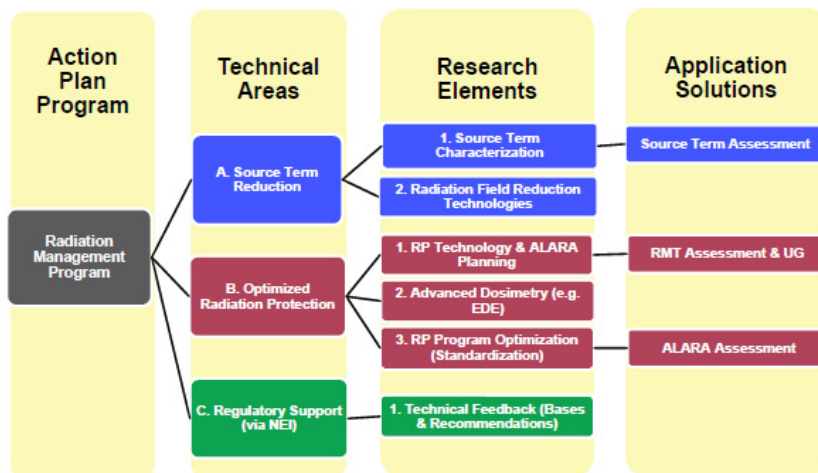 Action
Plan
Program
Technical
Areas
Research
Elements
Application
Solutions
Radiation
Management
Program
A. Source Term
Reduction
B. Optimized
Radiation Protection
C. Regulatory Support
(via NEI)
1. Source Term
Characterization
2. Radiation Field Reduction
Technologies
1. RP Technology & ALARA
Planning
2. Advanced Dosimetry (e.g.
EDE)
3. RP Program Optimization
(Standardization)
1. Technical Feedback (Bases
& Recommendations)
Source Term Assessment
RMT Assessment & UG
ALARA Assessment